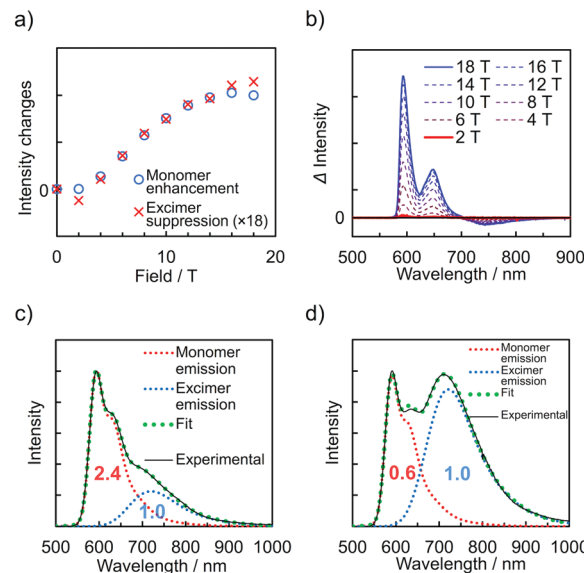 a)
Intensity changes
0
Monomer
enhancement
Excimer
suppression (×18)
0 10 20
Field / T
b)
Δ Intensity
0
18 T 16 T
14 T 12 T
10 T 8 T
6 T 4 T
2 T
500 600 700 800 900
Wavelength / nm
c)
Intensity
Monomer
emission
Excimer
emission
Fit
Experimental
2.4
1.0
500 600 700 800 900 1000
Wavelength / nm
d)
Intensity
Monomer
emission
Excimer
emission
Fit
Experimental
0.6
1.0
500 600 700 800 900 1000
Wavelength / nm